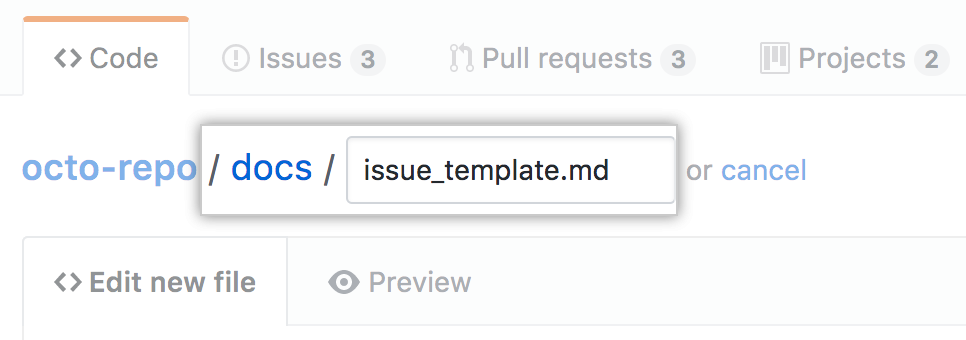 Code Issues 3 Pull requests 3 Projects 2
octo-repo / docs / issue_template.md or cancel
Edit new file Preview